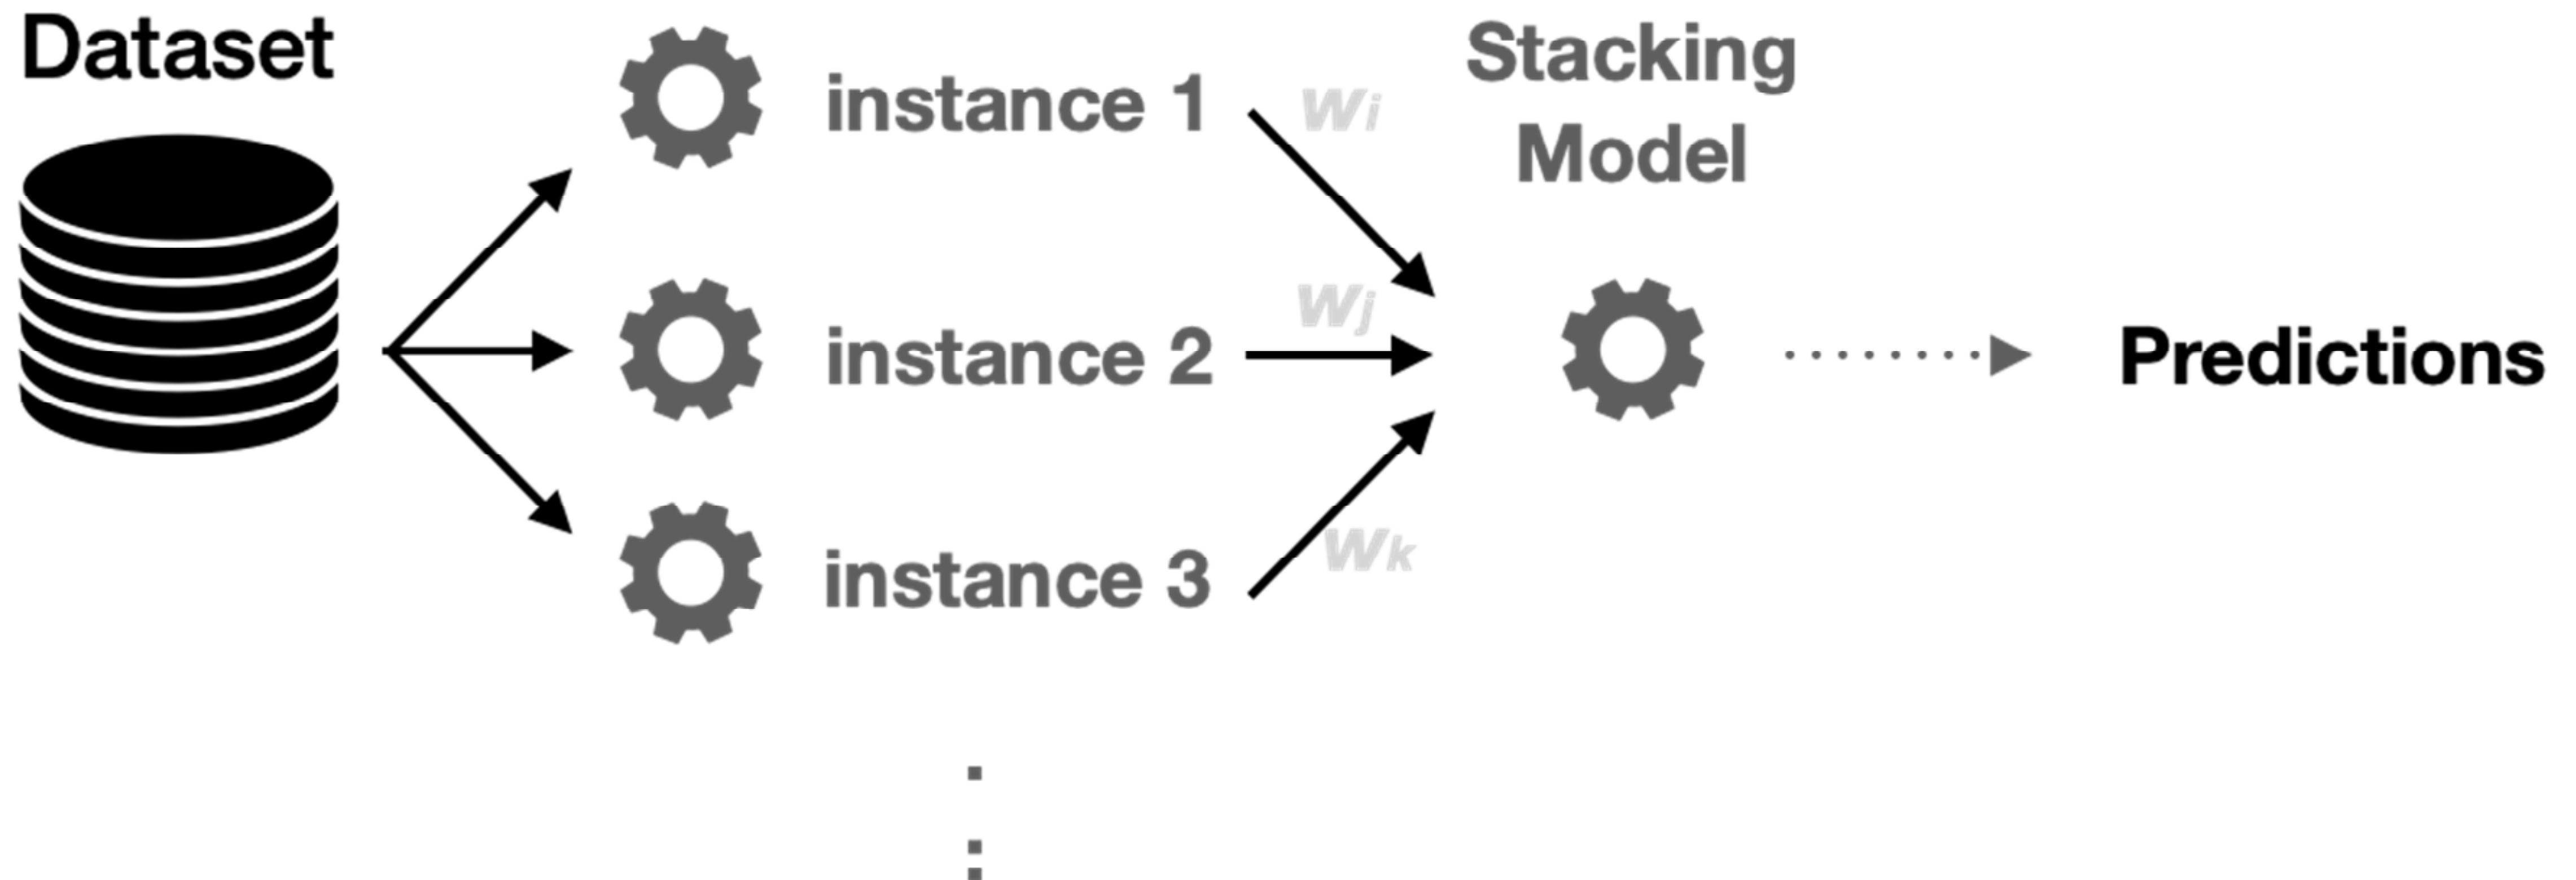 Dataset
instance 1
wi
Stacking
Model
instance 2
wj
Predictions
instance 3
wk